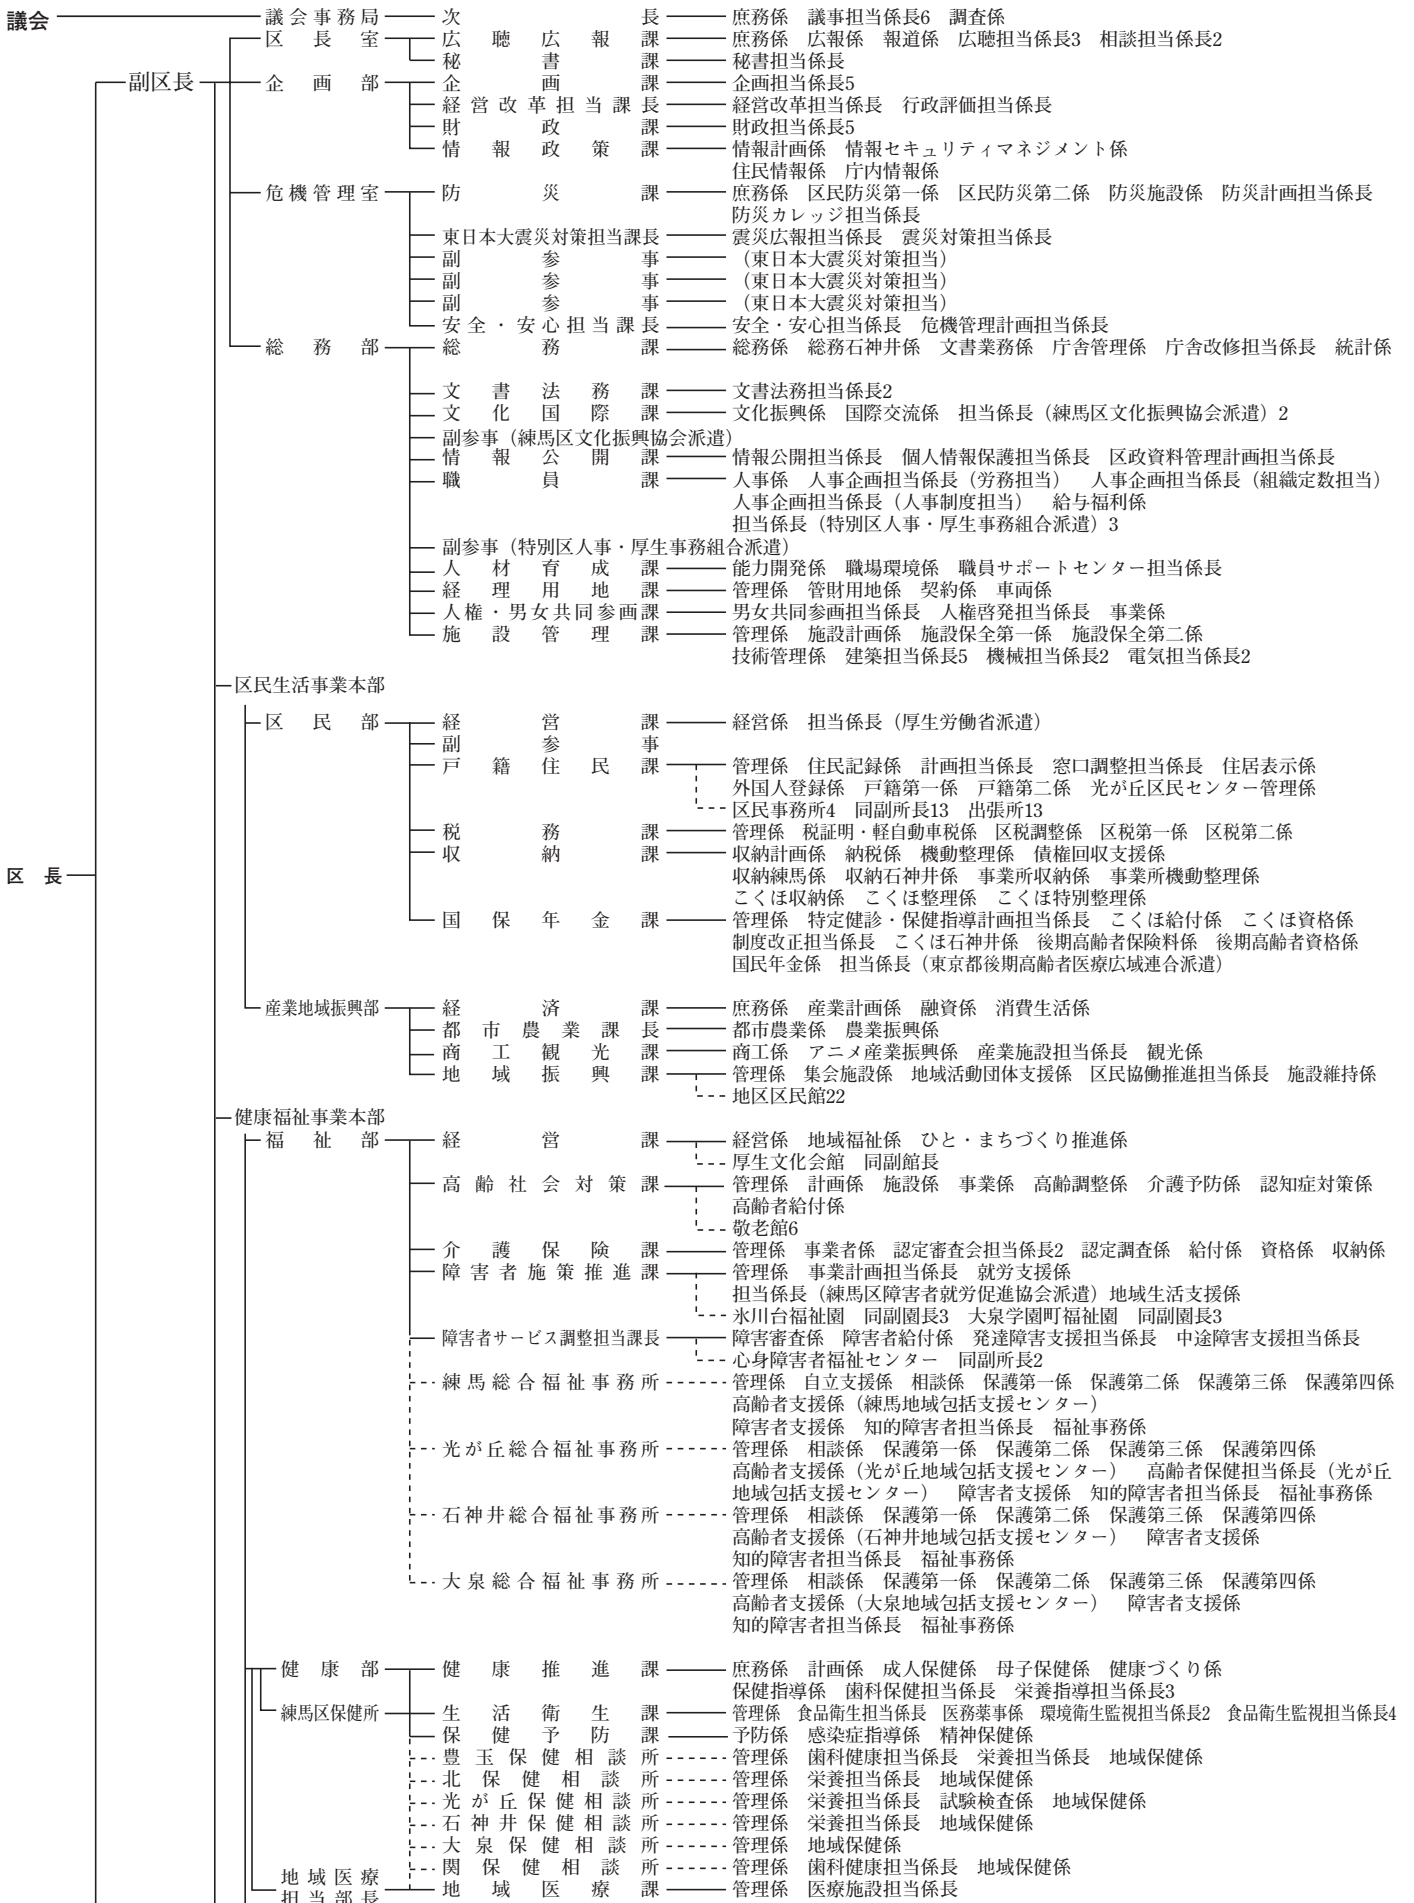 議会 議会事務局 次長 庶務係 議事担当係長6 調査係
区長室 広聴広報課 庶務係 広報係 報道係 広聴担当係長3 相談担当係長2
秘書課 秘書担当係長
副区長 企画部 企画課 企画担当係長5
経営改革担当課長 経営改革担当係長 行政評価担当係長
財政課 財政担当係長5
情報政策課 情報計画係 情報セキュリティマネジメント係
住民情報係 庁内情報係
危機管理室 防災課 庶務係 区民防災第一係 区民防災第二係 防災施設係 防災計画担当係長
防災カレッジ担当係長
東日本大震災対策担当課長 震災広報担当係長 震災対策担当係長
副参事 (東日本大震災対策担当)
副参事 (東日本大震災対策担当)
副参事 (東日本大震災対策担当)
安全・安心担当課長 安全・安心担当係長 危機管理計画担当係長
総務部 総務課 総務係 総務石神井係 文書業務係 庁舎管理係 庁舎改修担当係長 統計係
文書法務課 文書法務担当係長2
文化国際課 文化振興係 国際交流係 担当係長(練馬区文化振興協会派遣)2
副参事(練馬区文化振興協会派遣)
情報公開課 情報公開担当係長 個人情報保護担当係長 区政資料管理計画担当係長
職員課 人事係 人事企画担当係長(労務担当) 人事企画担当係長(組織定数担当)
人事企画担当係長(人事制度担当) 給与福利係
担当係長(特別区人事・厚生事務組合派遣)3
副参事(特別区人事・厚生事務組合派遣)
人材育成課 能力開発係 職場環境係 職員サポートセンター担当係長
経理用地課 管理係 管財用地係 契約係 車両係
人権・男女共同参画課 男女共同参画担当係長 人権啓発担当係長 事業係
施設管理課 管理係 施設計画係 施設保全第一係 施設保全第二係
技術管理係 建築担当係長5 機械担当係長2 電気担当係長2
区民生活事業本部
区民部 経営課 経営係 担当係長(厚生労働省派遣)
副参事
戸籍住民課 管理係 住民記録係 計画担当係長 窓口調整担当係長 住居表示係
外国人登録係 戸籍第一係 戸籍第二係 光が丘区民センター管理係
区民事務所4 同副所長13 出張所13
税務課 管理係 税証明・軽自動車税係 区税調整係 区税第一係 区税第二係
区長 収納課 収納計画係 納税係 機動整理係 債権回収支援係
収納練馬係 収納石神井係 事業所収納係 事業所機動整理係
こくほ収納係 こくほ整理係 こくほ特別整理係
国保年金課 管理係 特定健診・保健指導計画担当係長 こくほ給付係 こくほ資格係
制度改正担当係長 こくほ石神井係 後期高齢者保険料係 後期高齢者資格係
国民年金係 担当係長(東京都後期高齢者医療広域連合派遣)
産業地域振興部 経済課 庶務係 産業計画係 融資係 消費生活係
都市農業課長 都市農業係 農業振興係
商工観光課 商工係 アニメ産業振興係 産業施設担当係長 観光係
地域振興課 管理係 集会施設係 地域活動団体支援係 区民協働推進担当係長 施設維持係
地区区民館22
健康福祉事業本部
福祉部 経営課 経営係 地域福祉係 ひと・まちづくり推進係
厚生文化会館 同副館長
高齢社会対策課 管理係 計画係 施設係 事業係 高齢調整係 介護予防係 認知症対策係
高齢者給付係
敬老館6
介護保険課 管理係 事業者係 認定審査会担当係長2 認定調査係 給付係 資格係 収納係
障害者施策推進課 管理係 事業計画担当係長 就労支援係
担当係長(練馬区障害者就労促進協会派遣)地域生活支援係
氷川台福祉園 同副園長3 大泉学園町福祉園 同副園長3
障害者サービス調整担当課長 障害審査係 障害者給付係 発達障害支援担当係長 中途障害支援担当係長
心身障害者福祉センター 同副所長2
練馬総合福祉事務所 管理係 自立支援係 相談係 保護第一係 保護第二係 保護第三係 保護第四係
高齢者支援係(練馬地域包括支援センター)
障害者支援係 知的障害者担当係長 福祉事務係
光が丘総合福祉事務所 管理係 相談係 保護第一係 保護第二係 保護第三係 保護第四係
高齢者支援係(光が丘地域包括支援センター) 高齢者保健担当係長(光が丘
地域包括支援センター) 障害者支援係 知的障害者担当係長 福祉事務係
石神井総合福祉事務所 管理係 相談係 保護第一係 保護第二係 保護第三係 保護第四係
高齢者支援係(石神井地域包括支援センター) 障害者支援係
知的障害者担当係長 福祉事務係
大泉総合福祉事務所 管理係 相談係 保護第一係 保護第二係 保護第三係 保護第四係
高齢者支援係(大泉地域包括支援センター) 障害者支援係
知的障害者担当係長 福祉事務係
健康部 健康推進課 庶務係 計画係 成人保健係 母子保健係 健康づくり係
保健指導係 歯科保健担当係長 栄養指導担当係長3
練馬区保健所 生活衛生課 管理係 食品衛生担当係長 医務薬事係 環境衛生監視担当係長2 食品衛生監視担当係長4
保健予防課 予防係 感染症指導係 精神保健係
豊玉保健相談所 管理係 歯科健康担当係長 栄養担当係長 地域保健係
北保健相談所 管理係 栄養担当係長 地域保健係
光が丘保健相談所 管理係 栄養担当係長 試験検査係 地域保健係
石神井保健相談所 管理係 栄養担当係長 地域保健係
大泉保健相談所 管理係 地域保健係
関保健相談所 管理係 歯科健康担当係長 地域保健係
地域医療
担当部長 地域医療課 管理係 医療施設担当係長